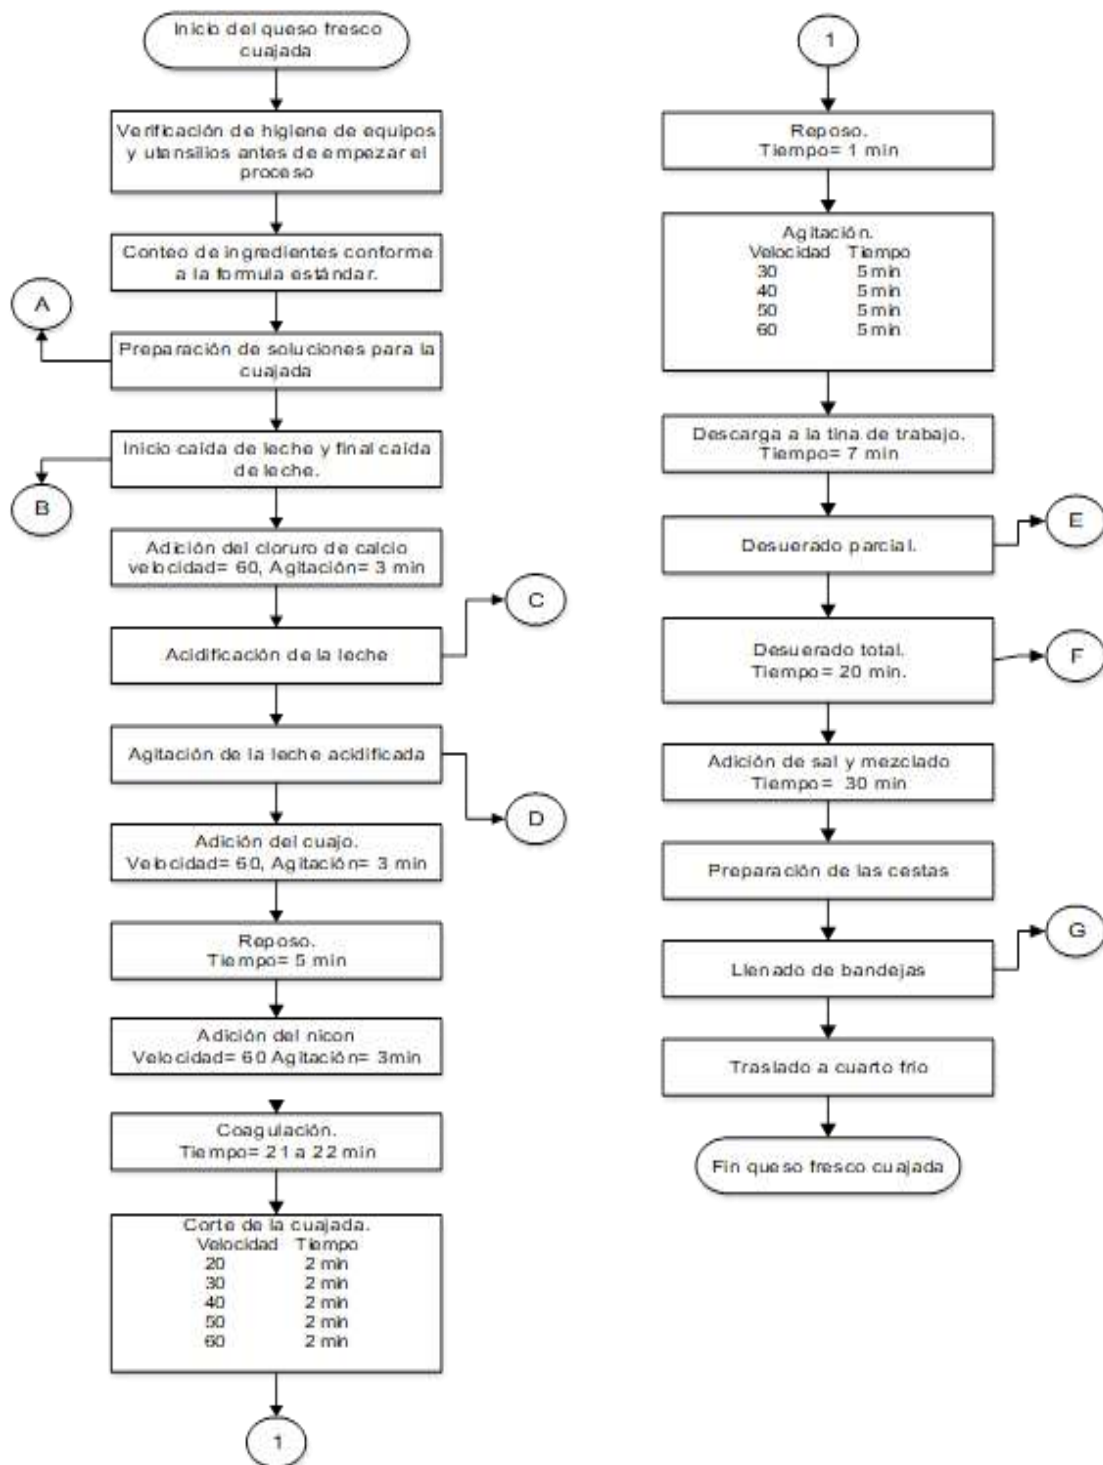 Inicio del queso fresco
cuajada
Verificación de higiene de equipos
y utensilios antes de empezar el
proceso
Conteo de ingredientes conforme
a la formula estándar.
A
Preparación de soluciones para la
cuajada
Inicio caída de leche y final caída
de leche.
B
Adición del cloruro de calcio
velocidad= 60, Agitación= 3 min
C
Acidificación de la leche
Agitación de la leche acidificada
D
Adición del cuajo.
Velocidad= 60, Agitación= 3 min
Reposo.
Tiempo= 5 min
Adición del nicon
Velocidad= 60 Agitación= 3min
Coagulación.
Tiempo= 21 a 22 min
Corte de la cuajada.
Velocidad Tiempo
20 2 min
30 2 min
40 2 min
50 2 min
60 2 min
1
1
Reposo.
Tiempo= 1 min
Agitación.
Velocidad Tiempo
30 5 min
40 5 min
50 5 min
60 5 min
Descarga a la tina de trabajo.
Tiempo= 7 min
E
Desuerado parcial.
Desuerado total.
Tiempo= 20 min.
F
Adición de sal y mezclado
Tiempo= 30 min
Preparación de las cestas
G
Llenado de bandejas
Traslado a cuarto frío
Fin queso fresco cuajada